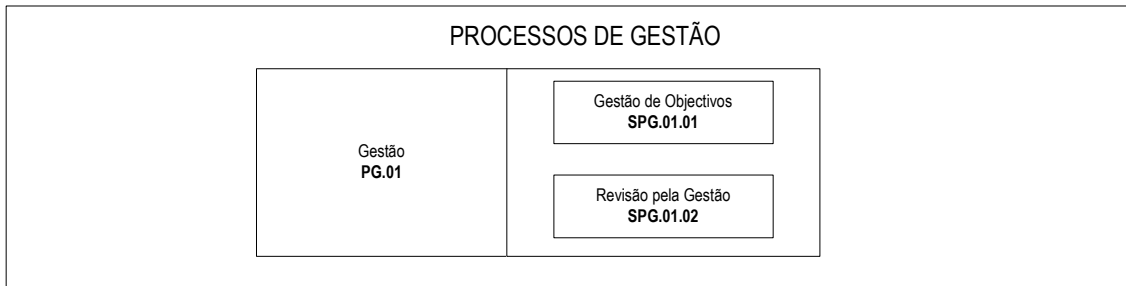 PROCESSOS DE GESTÃO
Gestão
PG.01
Gestão de Objectivos
SPG.01.01
Revisão pela Gestão
SPG.01.02